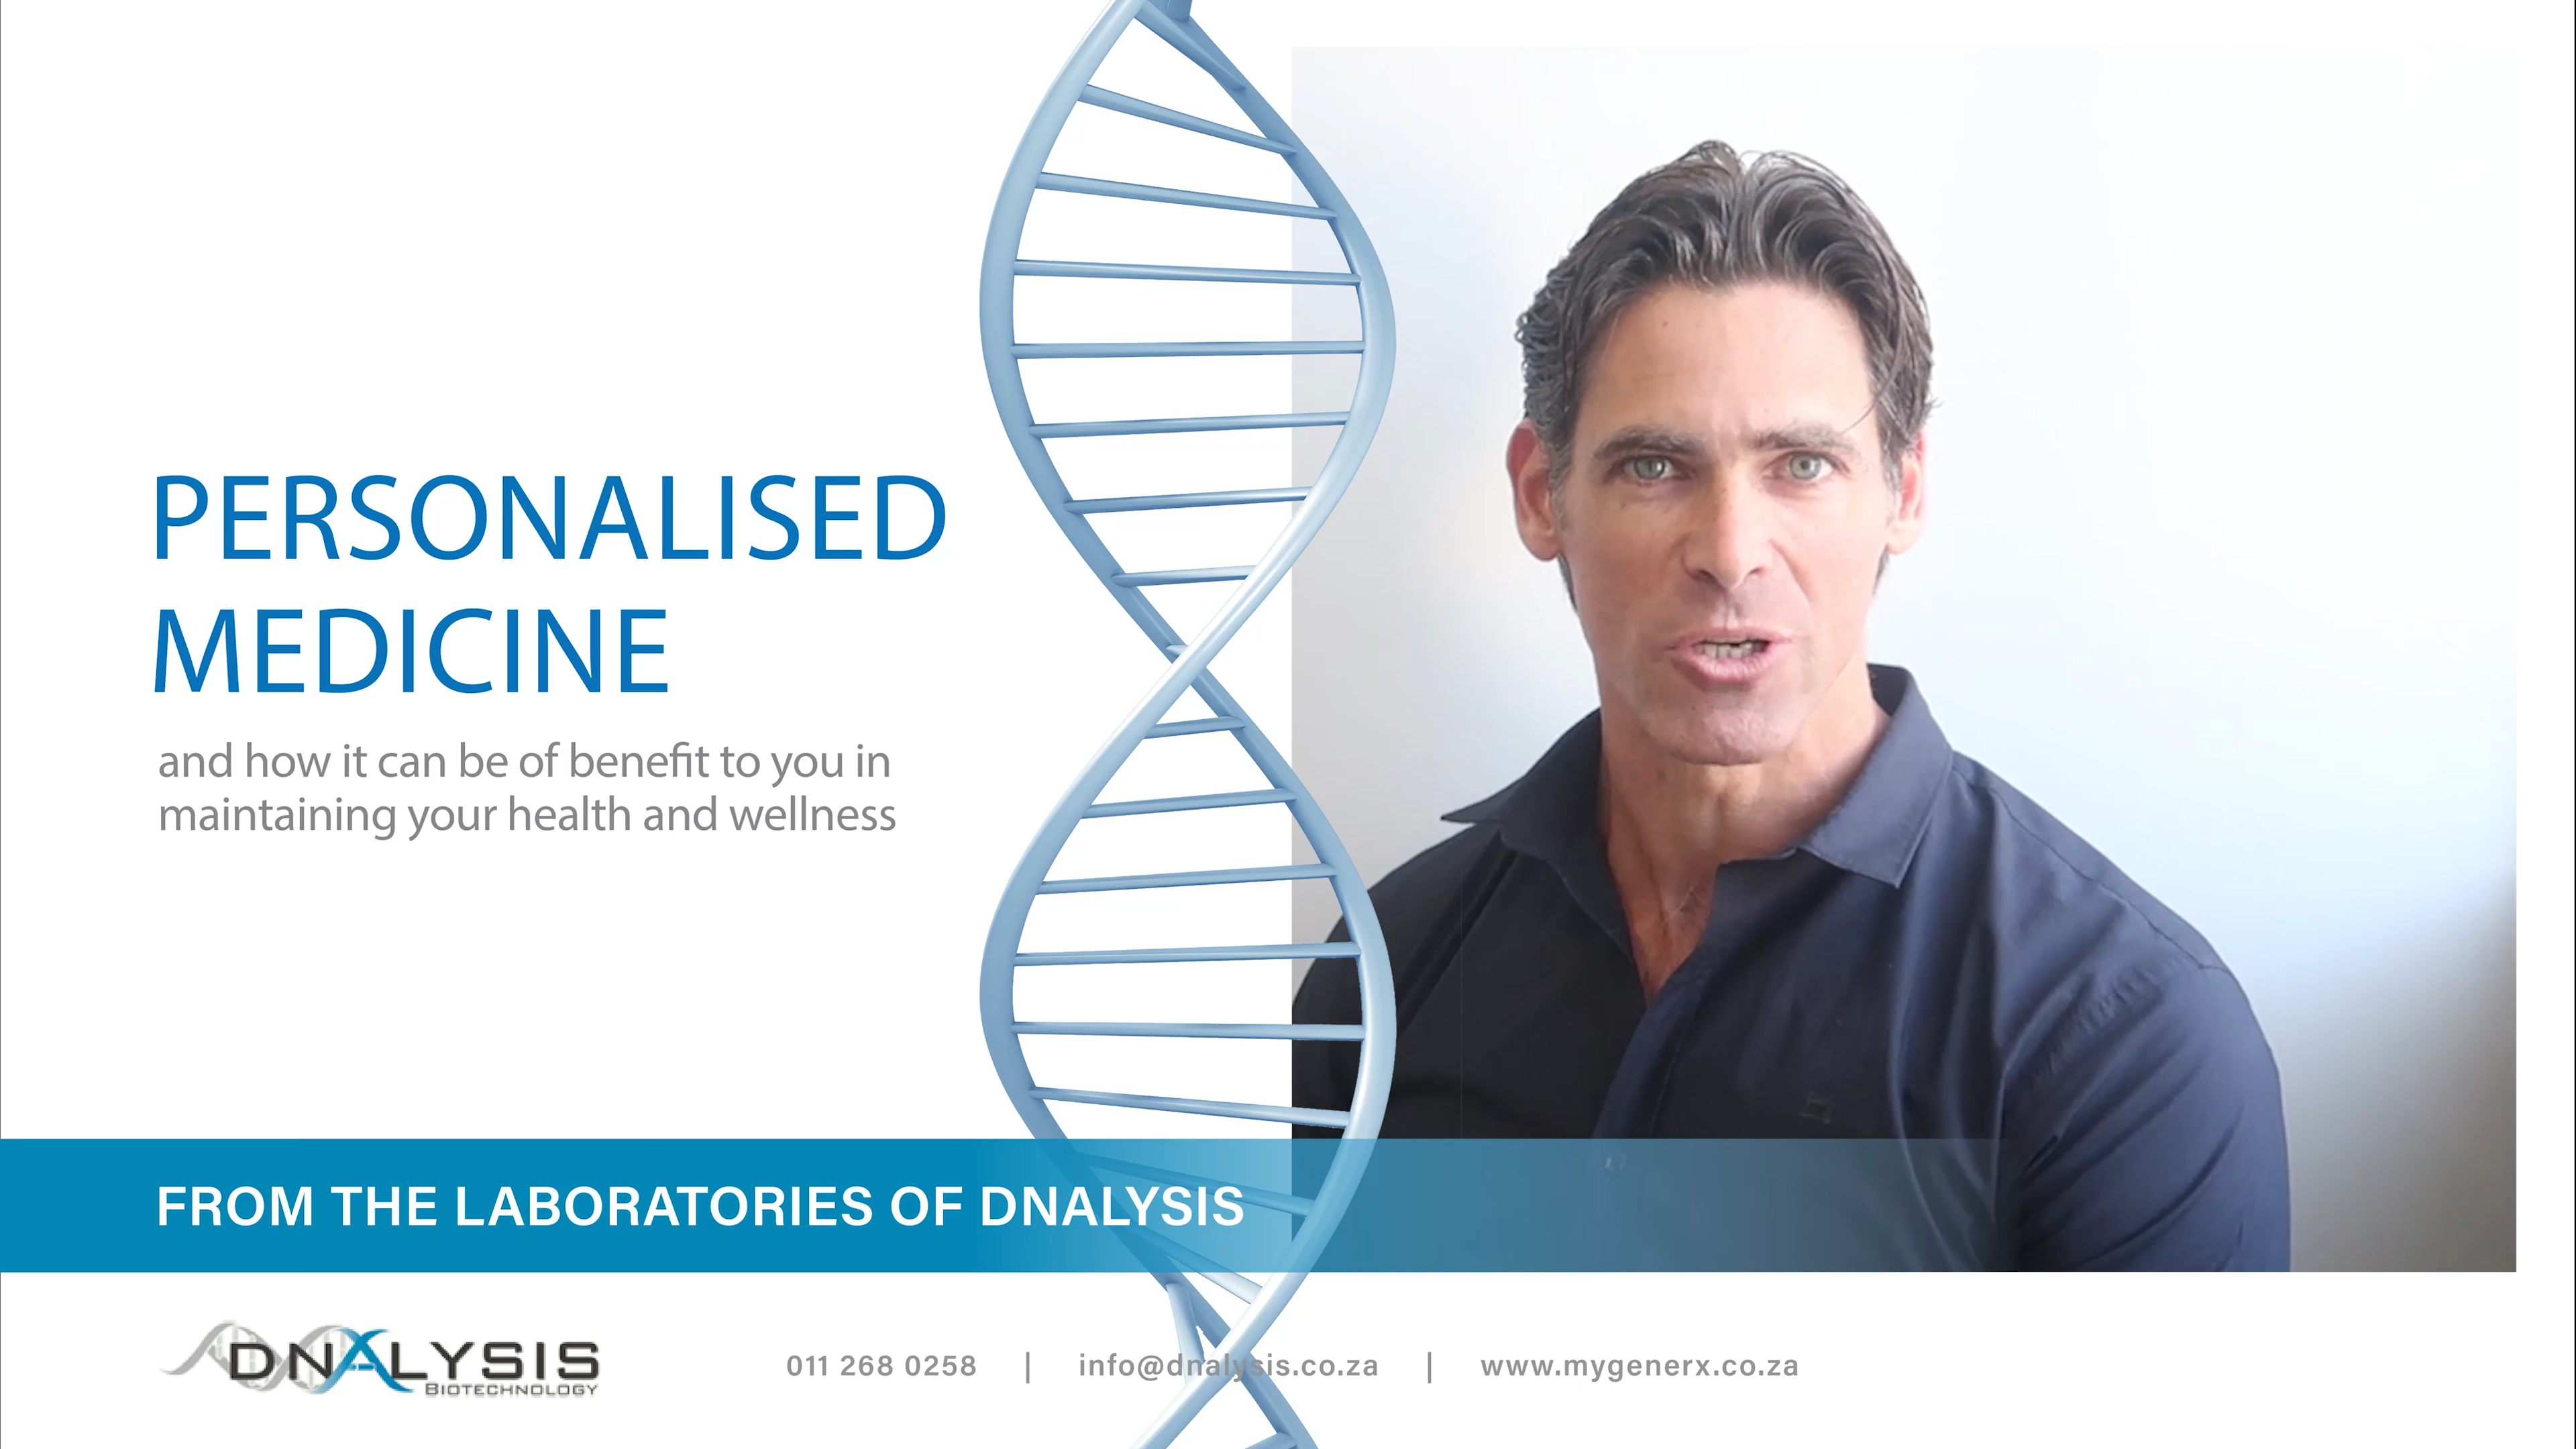 PERSONALISED
MEDICINE
and how it can be of benefit to you in
maintaining your health and wellness
FROM THE LABORATORIES OF DNALYSIS
DNALYSIS
BIOTECHNOLOGY
011 268 0258 | info@dnalysis.co.za | www.mygenerx.co.za